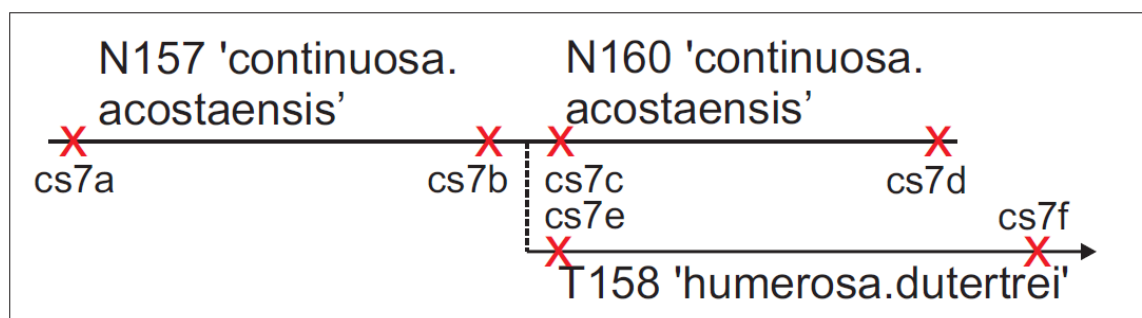 N157 'continuosa.
acostaensis’
N160 'continuosa.
acostaensis’
cs7a
cs7b
cs7c
cs7d
cs7e
cs7f
T158 'humerosa.dutertrei'